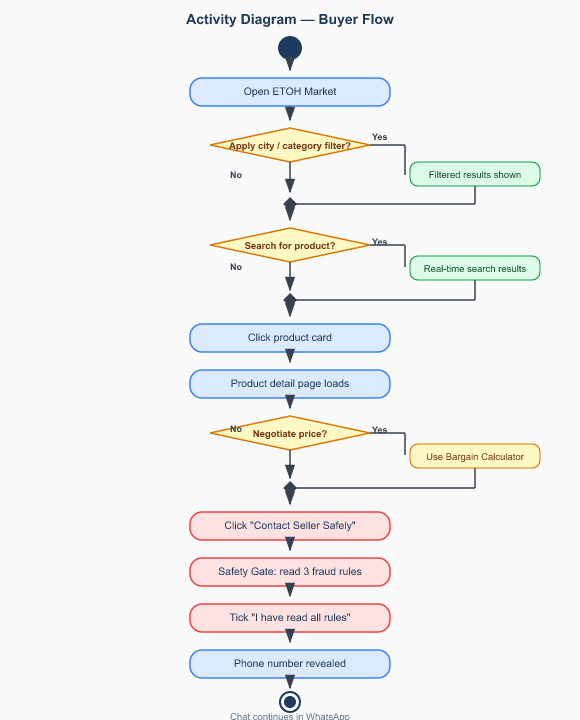 Activity Diagram — Buyer Flow
Open ETOH Market
Yes
Apply city / category filter?
No
Filtered results shown
Yes
Search for product?
No
Real-time search results
Click product card
Product detail page loads
No
Yes
Negotiate price?
Use Bargain Calculator
Click "Contact Seller Safely"
Safety Gate: read 3 fraud rules
Tick "I have read all rules"
Phone number revealed
Chat continues in WhatsApp